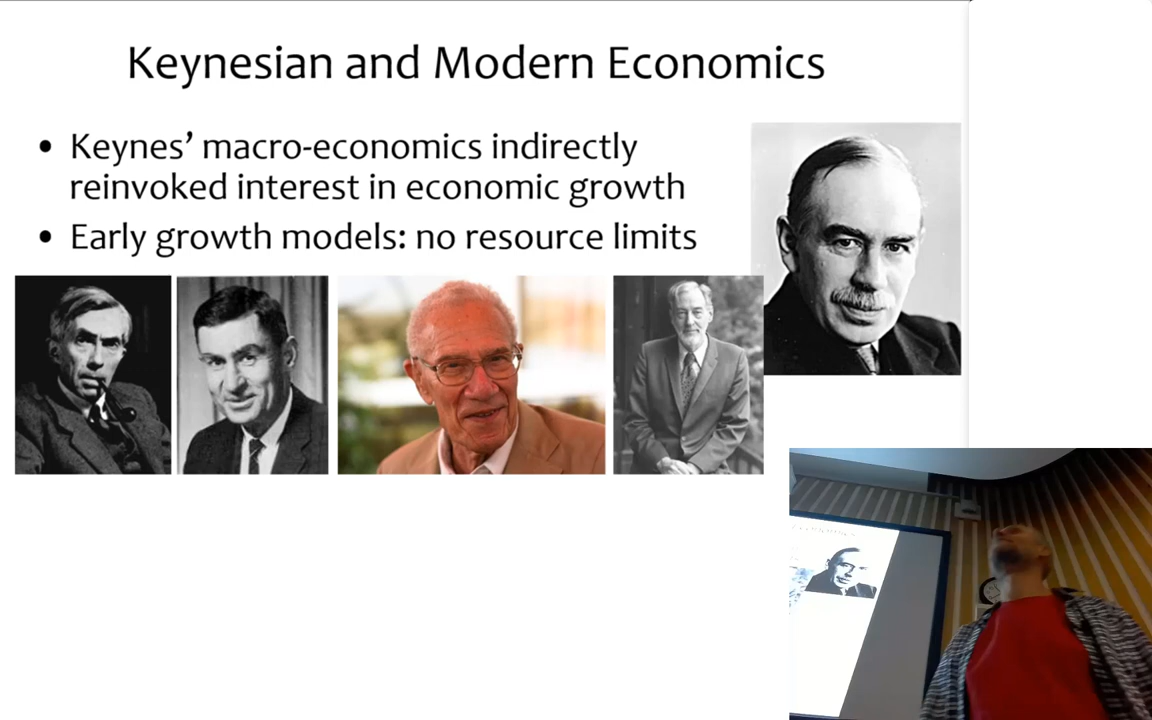 Keynesian and Modern Economics
• Keynes’ macro-economics indirectly
reinvoked interest in economic growth
• Early growth models: no resource limits